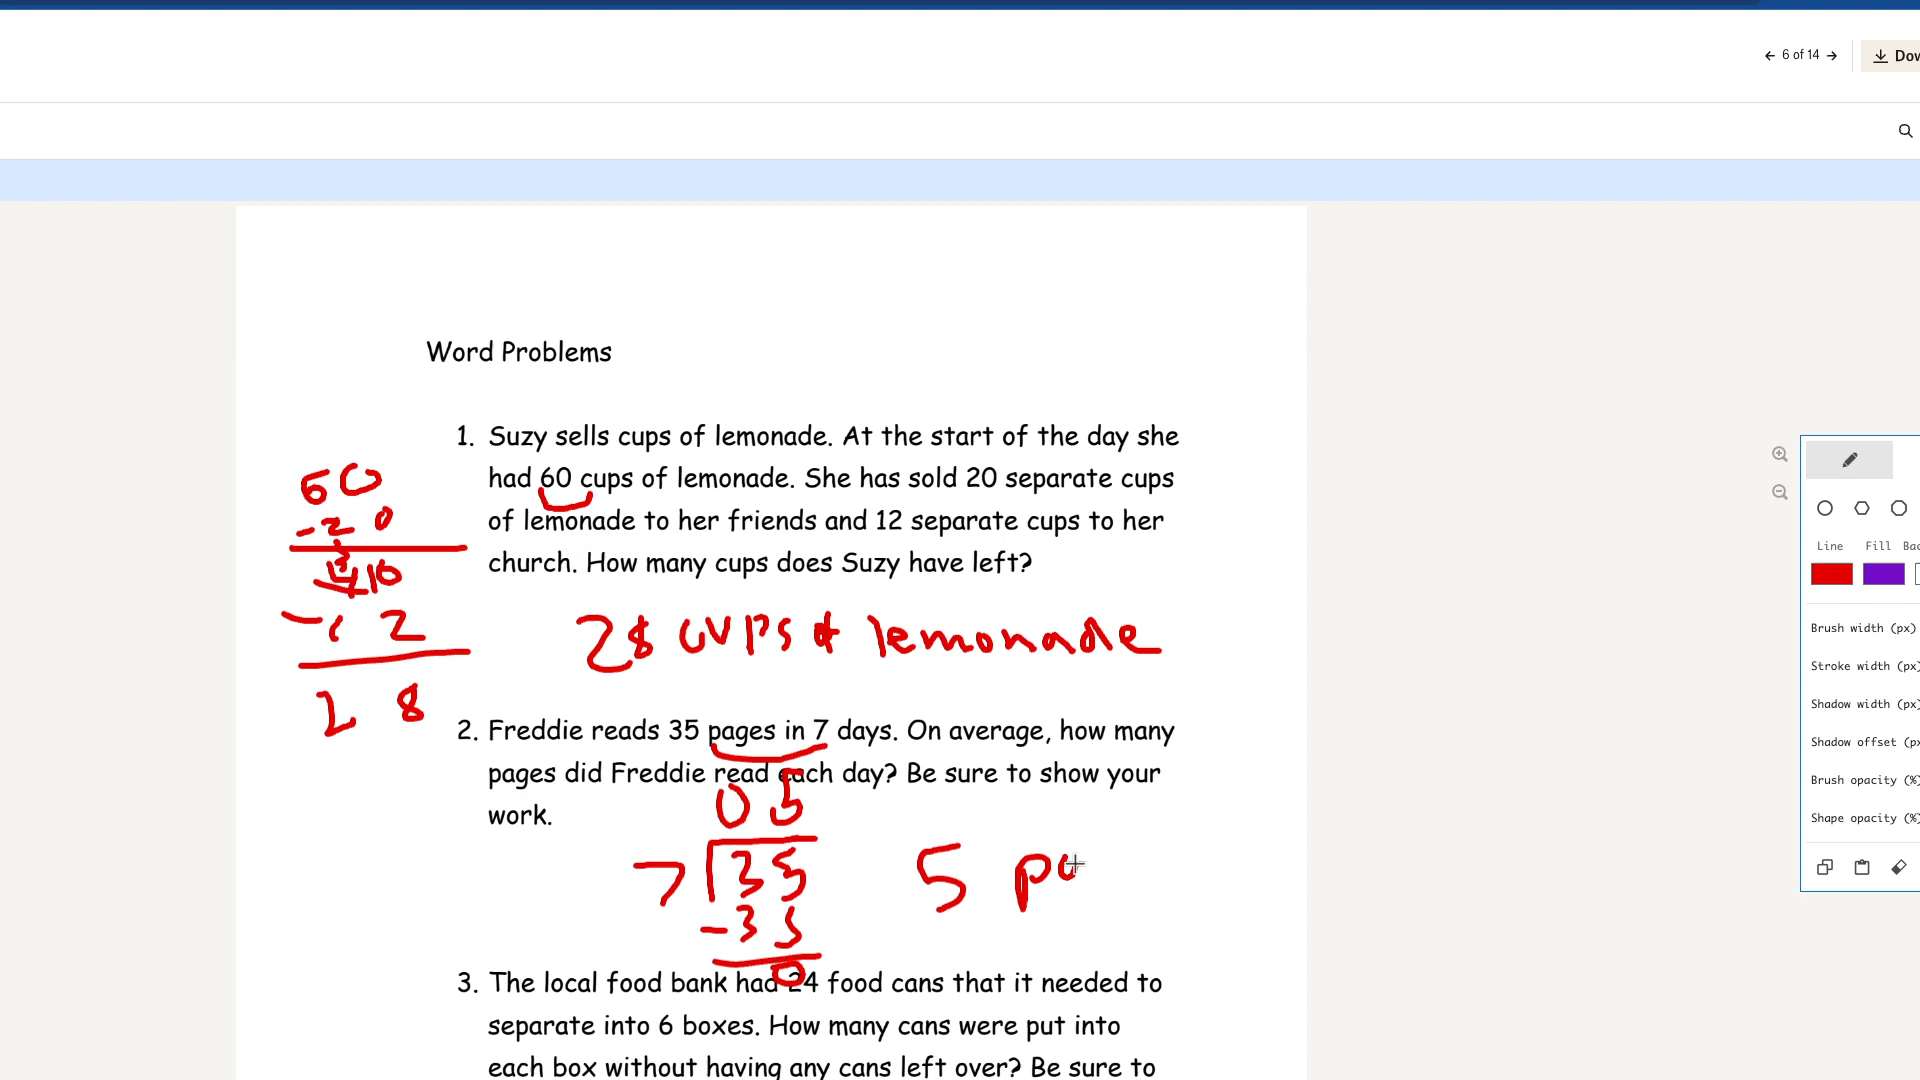 6 of 14
Dow
Word Problems
1. Suzy sells cups of lemonade. At the start of the day she
had 60 cups of lemonade. She has sold 20 separate cups
of lemonade to her friends and 12 separate cups to her
church. How many cups does Suzy have left?
60
-20
10
- 2
28
28 cups of lemonade
2. Freddie reads 35 pages in 7 days. On average, how many
pages did Freddie read each day? Be sure to show your
work.
05
7 35
-35
0
5 pa
3. The local food bank had 24 food cans that it needed to
separate into 6 boxes. How many cans were put into
each box without having any cans left over? Be sure to
Line Fill Bac
Brush width (px)
Stroke width (px)
Shadow width (px)
Shadow offset (px
Brush opacity (%)
Shape opacity (%)